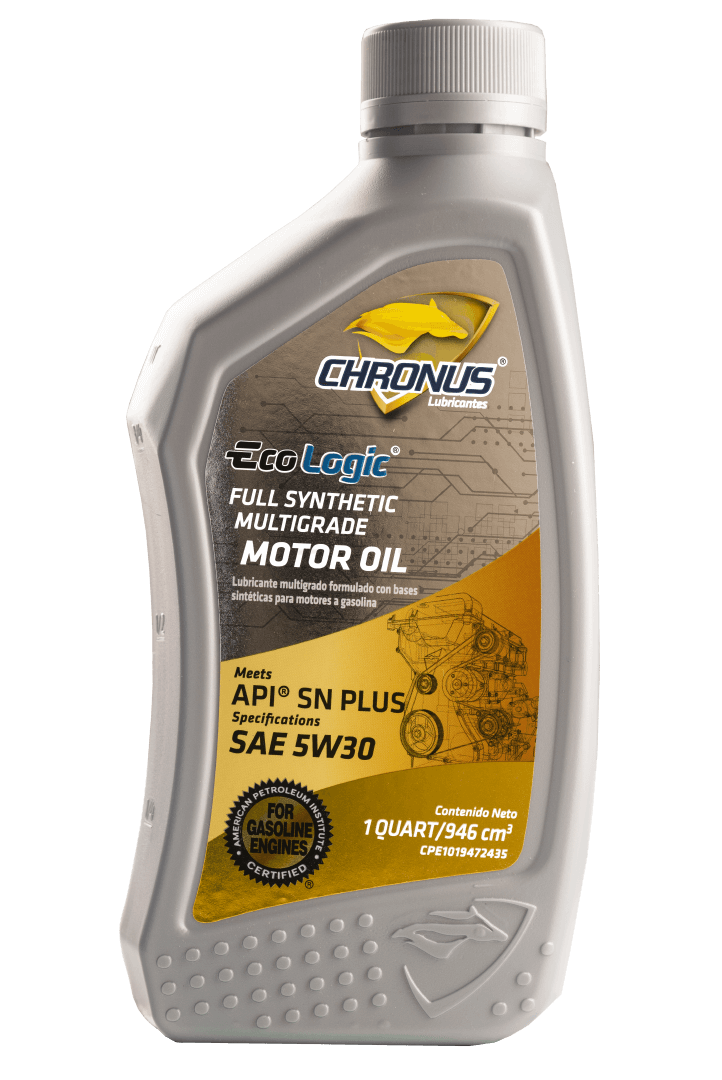 CHRONUS®
Lubricantes
EcoLogic®
FULL SYNTHETIC
MULTIGRADE
MOTOR OIL
Lubricante multigrado formulado con bases
sintéticas para motores a gasolina
Meets
API® SN PLUS
Specifications
SAE 5W30
AMERICAN PETROLEUM INSTITUTE
FOR
GASOLINE
ENGINES
CERTIFIED
®
Contenido Neto
1 QUART/946 cm³
CPE1019472435